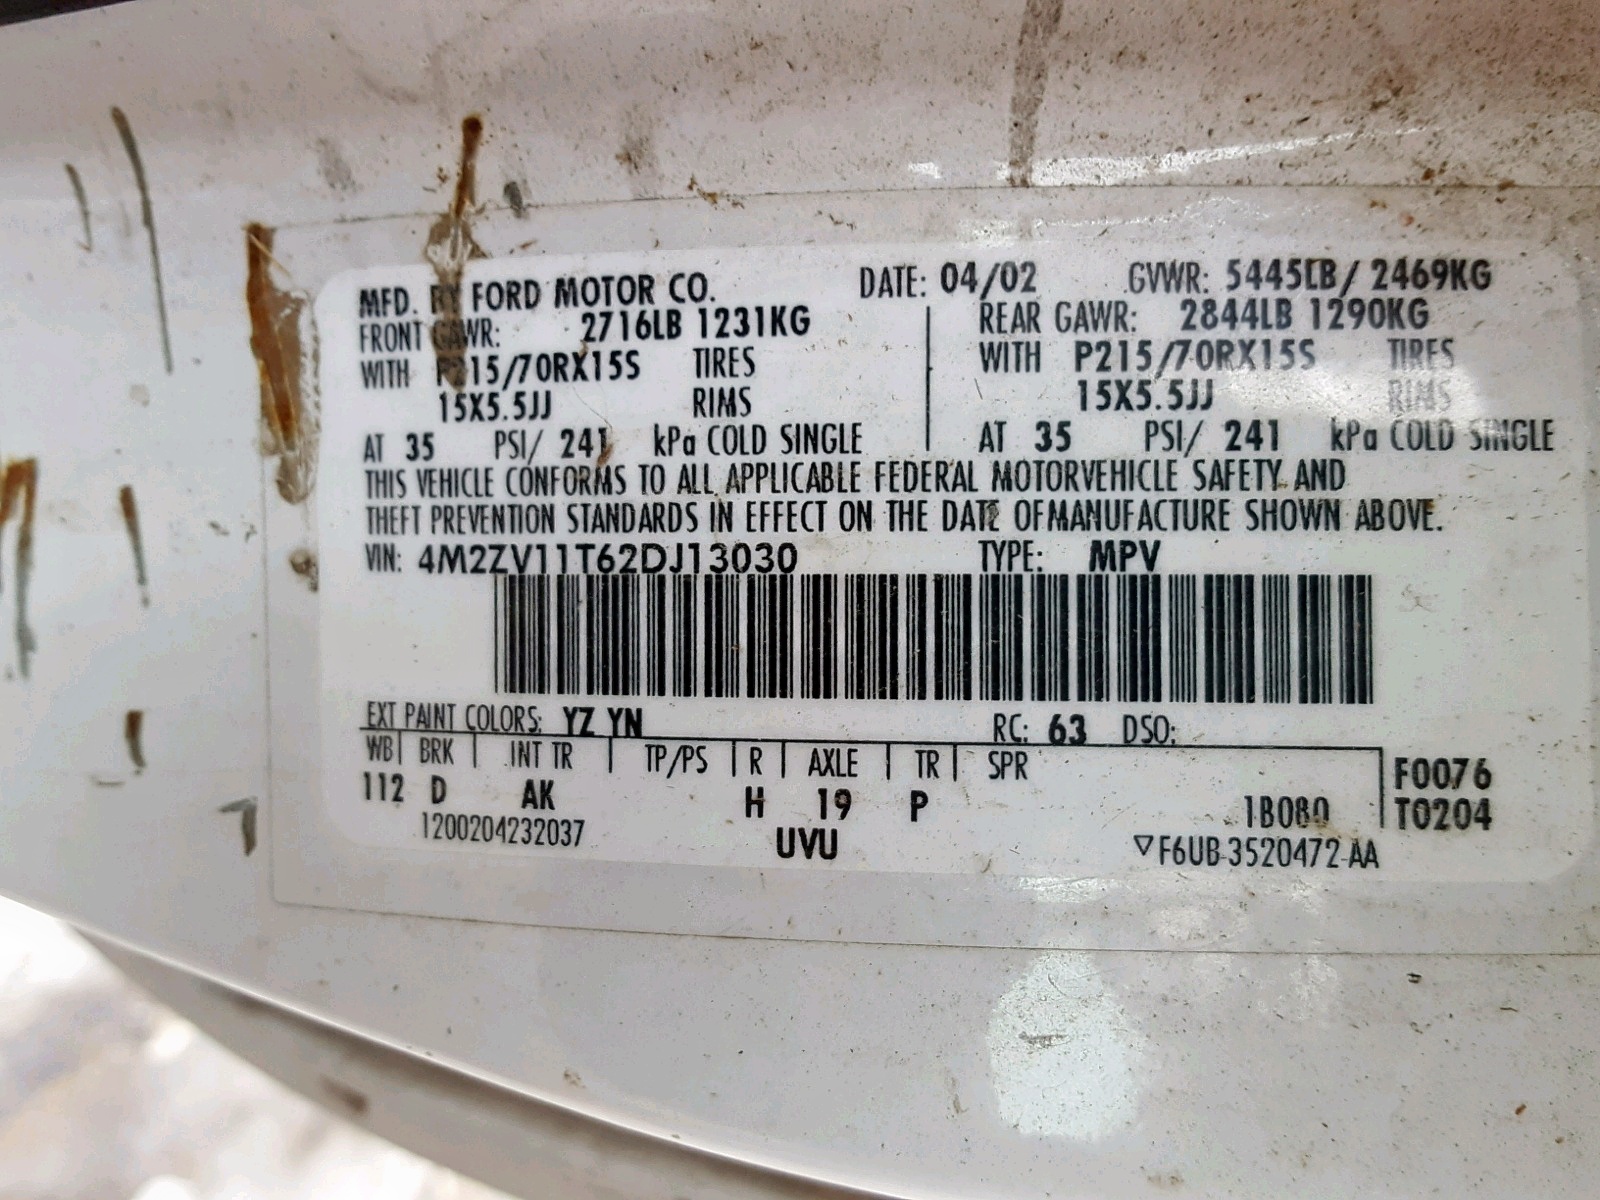 MFD. BY FORD MOTOR CO. DATE: 04/02 GVWR: 5445LB/ 2469KG
FRONT GAWR: 2716LB 1231KG REAR GAWR: 2844LB 1290KG
WITH P215/70RX15S TIRES WITH P215/70RX15S TIRES
15X5.5JJ RIMS 15X5.5JJ RIMS
AT 35 PSI/ 241 kPa COLD SINGLE AT 35 PSI/ 241 kPa COLD SINGLE
THIS VEHICLE CONFORMS TO ALL APPLICABLE FEDERAL MOTORVEHICLE SAFETY AND
THEFT PREVENTION STANDARDS IN EFFECT ON THE DATE OFMANUFACTURE SHOWN ABOVE.
VIN: 4M2ZV11T62DJ13030 TYPE: MPV
EXT PAINT COLORS: YZ YN RC: 63 DSO:
WB BRK INT TR TP/PS R AXLE TR SPR F0076
112 D AK H 19 P 1B080 T0204
1200204232037 UVU ▽F6UB-3520472-AA